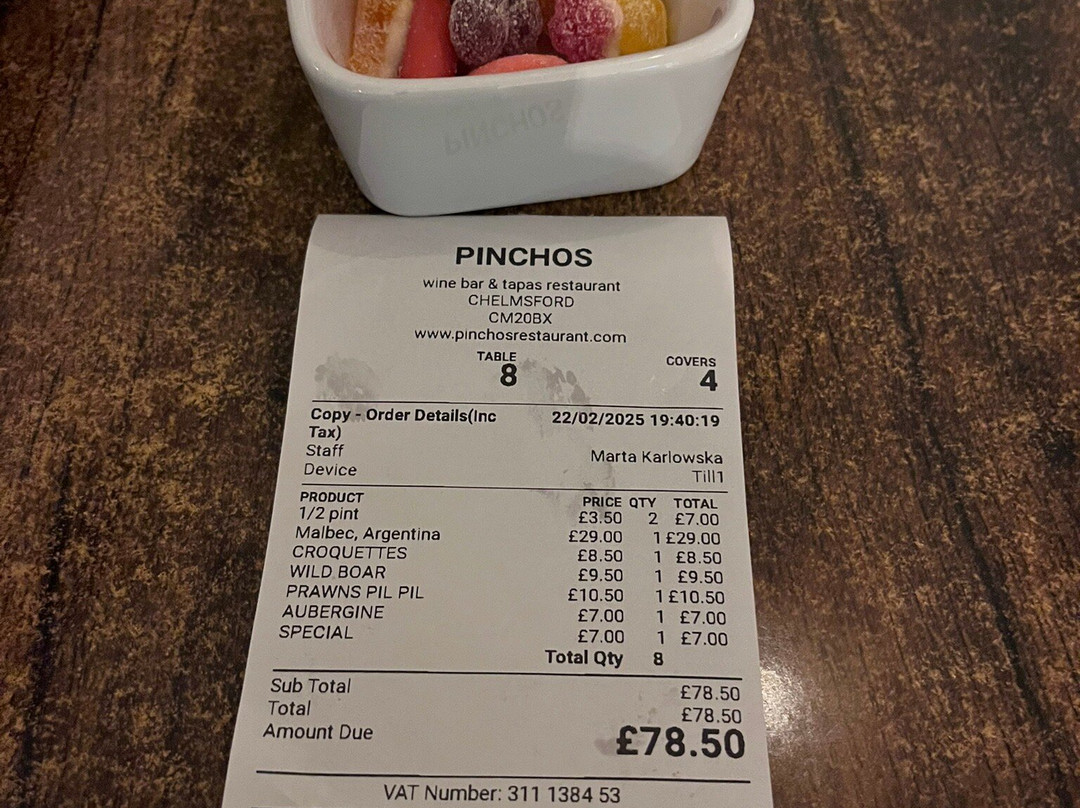 PINCHOS
PINCHOS
wine bar & tapas restaurant
CHELMSFORD
CM20BX
www.pinchosrestaurant.com
TABLE COVERS
8 4
Copy - Order Details(Inc 22/02/2025 19:40:19
Tax)
Staff Marta Karlowska
Device Till1
PRODUCT PRICE QTY TOTAL
1/2 pint £3.50 2 £7.00
Malbec, Argentina £29.00 1 £29.00
CROQUETTES £8.50 1 £8.50
WILD BOAR £9.50 1 £9.50
PRAWNS PIL PIL £10.50 1 £10.50
AUBERGINE £7.00 1 £7.00
SPECIAL £7.00 1 £7.00
Total Qty 8
Sub Total £78.50
Total £78.50
Amount Due £78.50
VAT Number: 311 1384 53